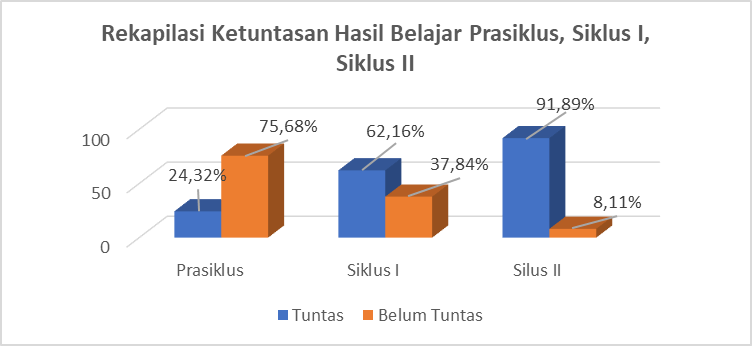 Rekapilasi Ketuntasan Hasil Belajar Prasiklus, Siklus I,
Siklus II
91,89%
75,68%
62,16%
100
24,32%
37,84%
50
8,11%
0
Prasiklus
Siklus I
Silus II
Tuntas
Belum Tuntas